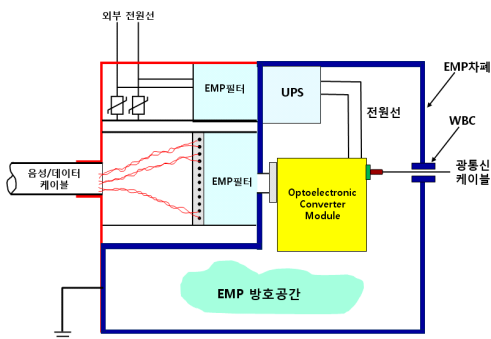 외부 전원선
EMP필터
UPS
EMP차폐
전원선
WBC
음성/데이터
케이블
EMP필터
광통신
케이블
Optoelectronic
Converter
Module
EMP 방호공간